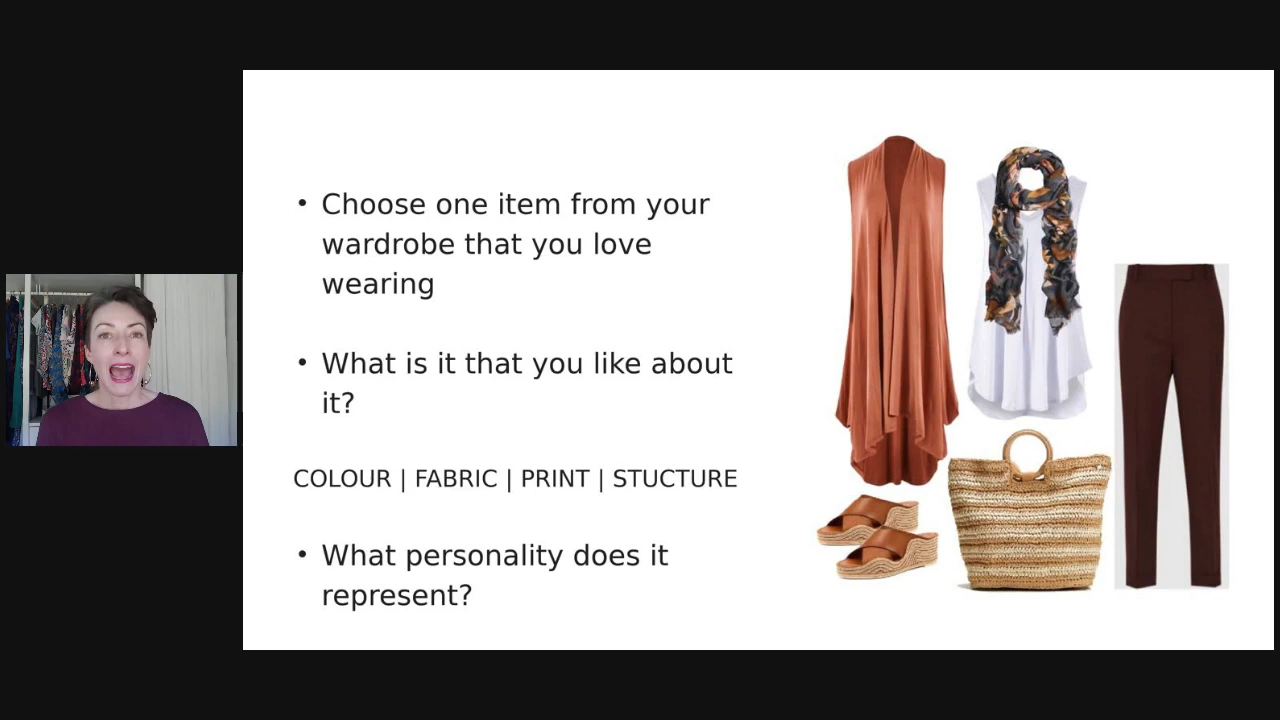 • Choose one item from your
wardrobe that you love
wearing
• What is it that you like about
it?
COLOUR | FABRIC | PRINT | STUCTURE
• What personality does it
represent?